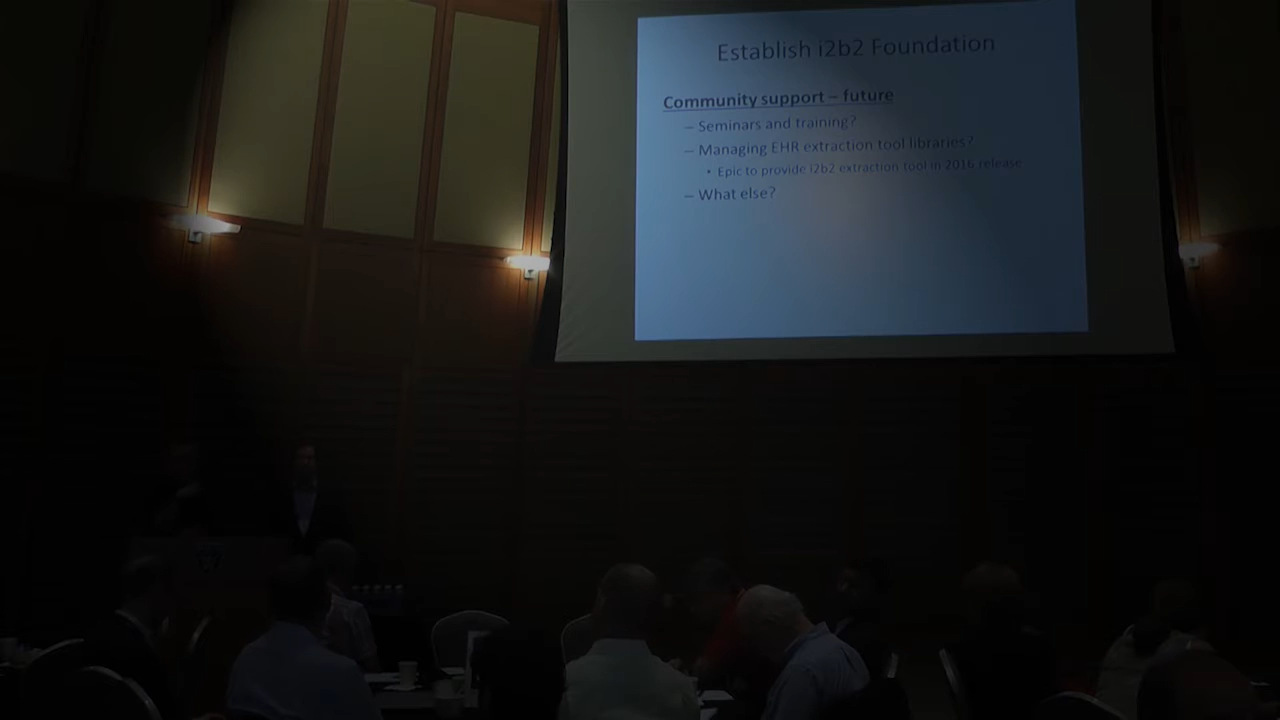 Establish i2b2 Foundation
Community support – future
– Seminars and training?
– Managing EHR extraction tool libraries?
• Epic to provide i2b2 extraction tool in 2016 release
– What else?